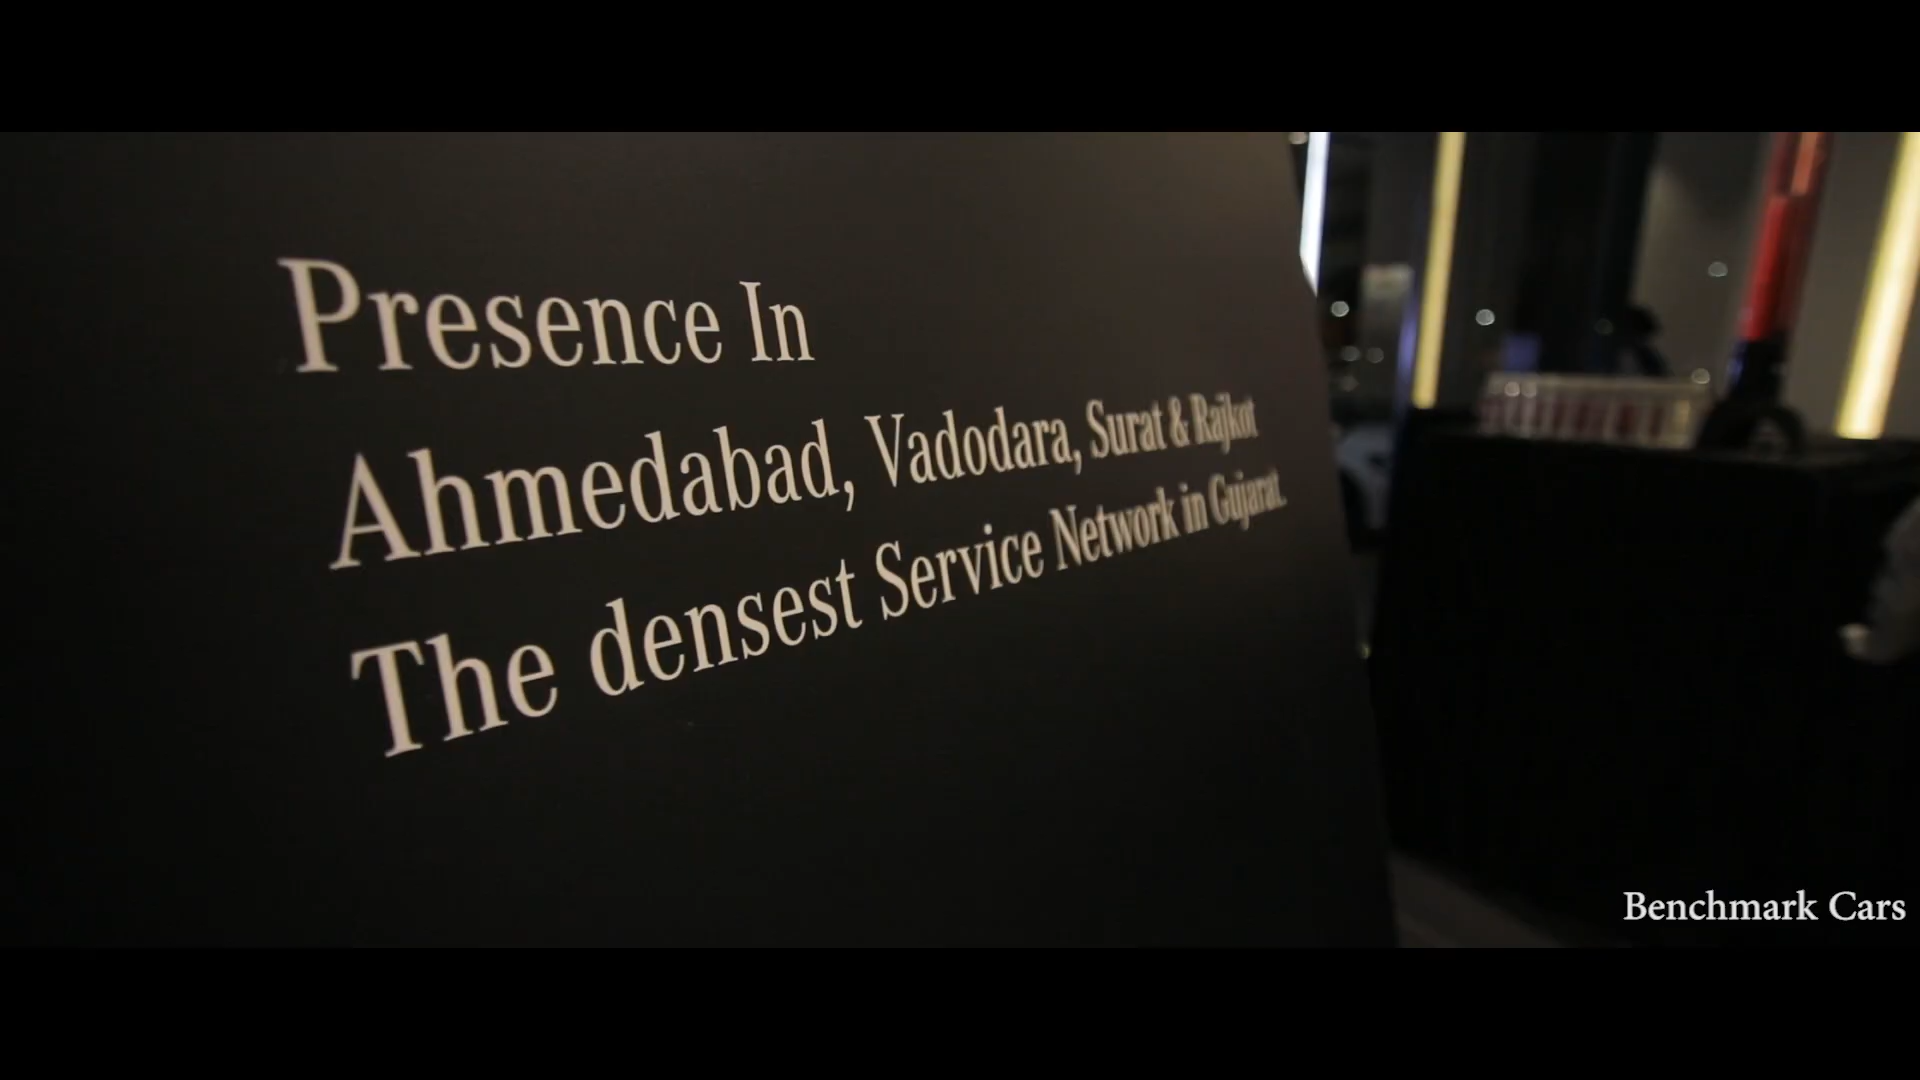 Presence In
Ahmedabad, Vadodara, Surat & Rajkot
The densest Service Network in Gujarat.
Benchmark Cars